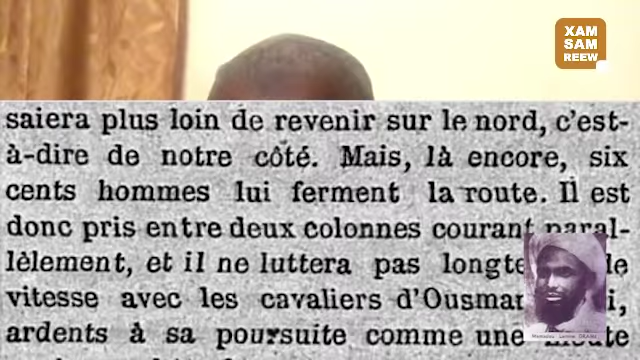 XAM
SAM
REEW
saiera plus loin de revenir sur le nord, c'est-
à-dire de notre côté. Mais, là encore, six
cents hommes lui ferment la route. Il est
donc pris entre deux colonnes courant paral-
lèlement, et il ne luttera pas de
vitesse avec les cavaliers
ardents à sa poursuite comme une